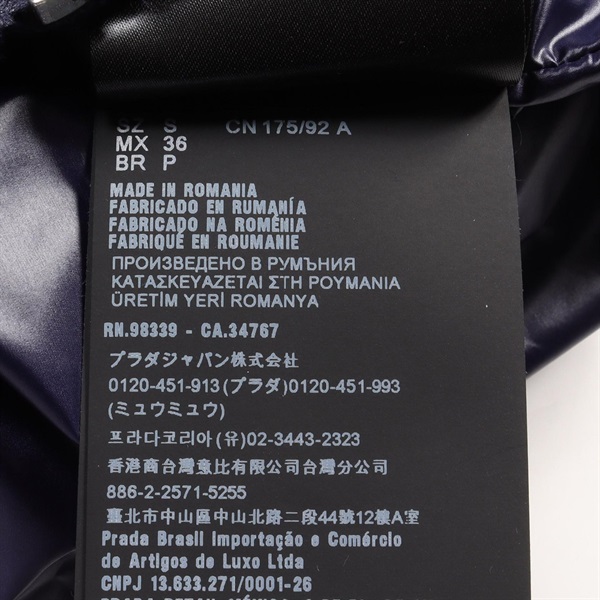 SZ S CN 175/92 A
MX 36
BR P
MADE IN ROMANIA
FABRICADO EN RUMANÍA
FABRICADO NA ROMÉNIA
FABRIQUÉ EN ROUMANIE
ПРОИЗВЕДЕНО В РУМЪНИЯ
ΚΑΤΑΣΚΕΥΑΖΕΤΑΙ ΣΤΗ ΡΟΥΜΑΝΙΑ
ÜRETİM YERİ ROMANYA
RN.98339 - CA.34767
プラダジャパン株式会社
0120-451-913(プラダ)0120-451-993
(ミュウミュウ)
프라다코리아(유)02-3443-2323
香港商台灣意比有限公司台灣分公司
886-2-2571-5255
臺北市中山區中山北路二段44號12樓A室
Prada Brasil Importação e Comércio
de Artigos de Luxo Ltda
CNPJ 13.633.271/0001-26